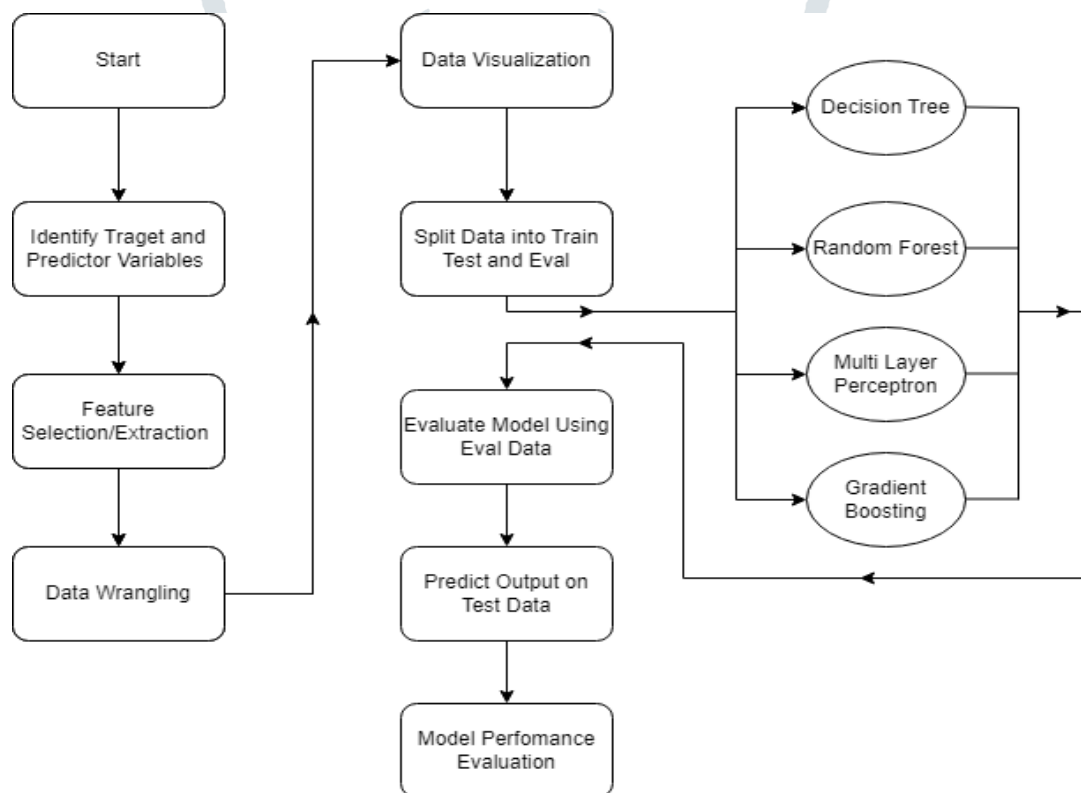 Start
Identify Traget and
Predictor Variables
Feature
Selection/Extraction
Data Wrangling
Data Visualization
Split Data into Train
Test and Eval
Decision Tree
Random Forest
Multi Layer
Perceptron
Gradient
Boosting
Evaluate Model Using
Eval Data
Predict Output on
Test Data
Model Perfomance
Evaluation